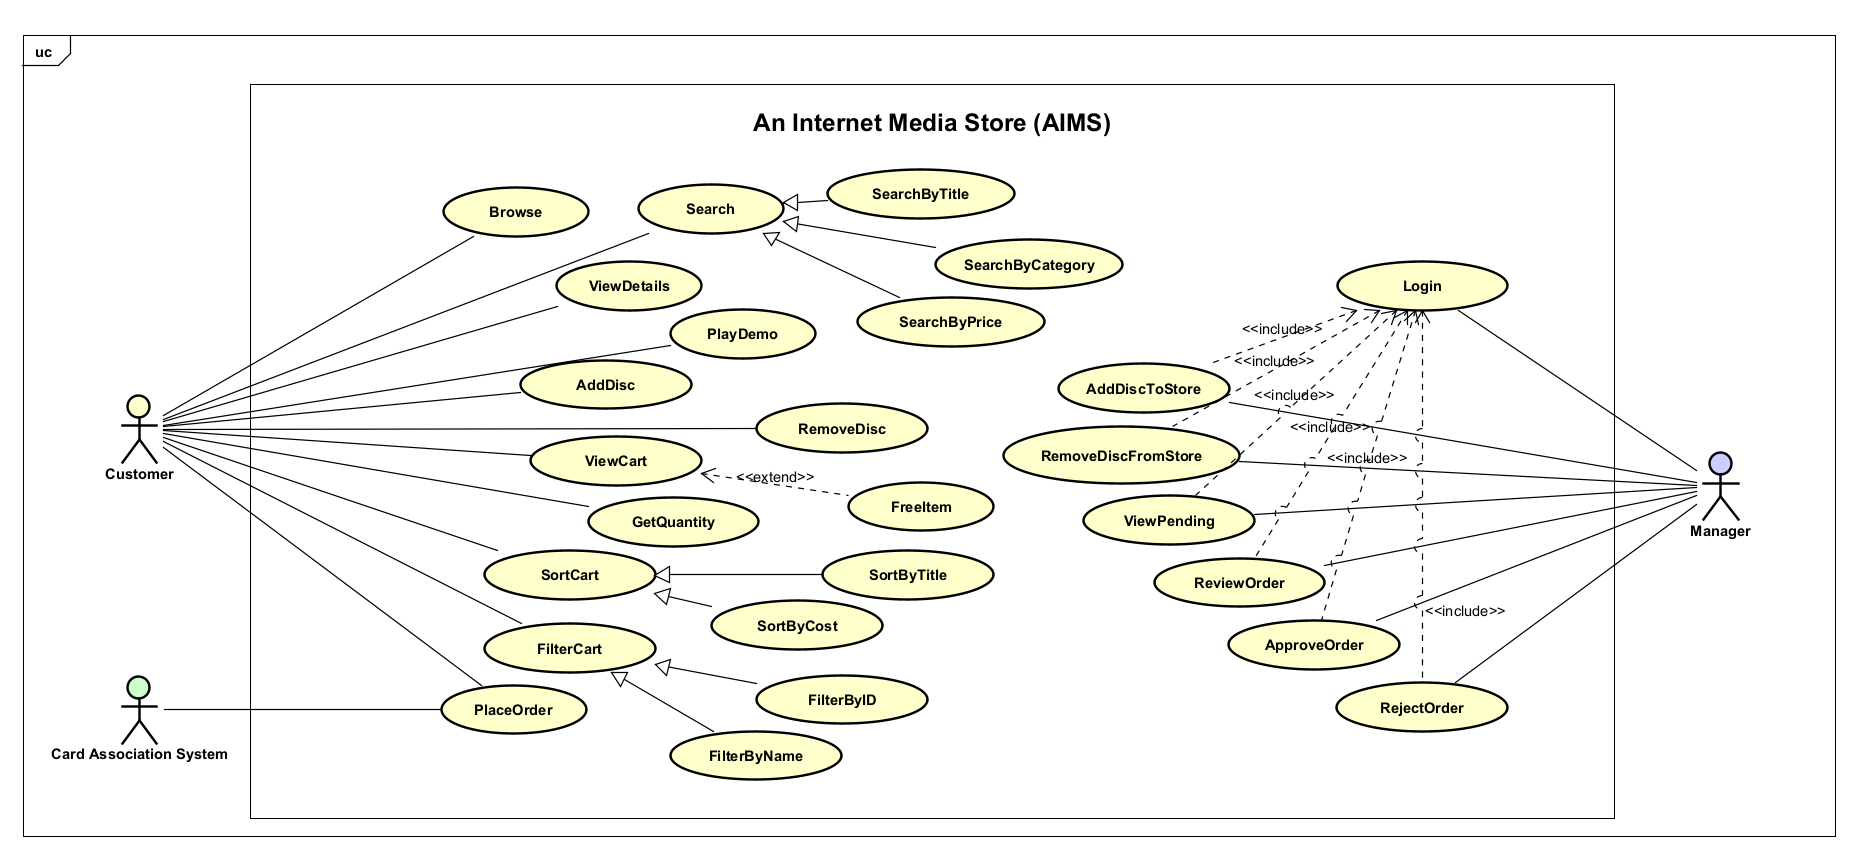 uc
An Internet Media Store (AIMS)
Browse
Search
SearchByTitle
SearchByCategory
SearchByPrice
ViewDetails
PlayDemo
AddDisc
RemoveDisc
ViewCart
<<extend>>
FreeItem
GetQuantity
SortCart
SortByTitle
SortByCost
FilterCart
FilterByID
FilterByName
PlaceOrder
Customer
Card Association System
Login
<<include>>
<<include>>
<<include>>
<<include>>
<<include>>
<<include>>
AddDiscToStore
RemoveDiscFromStore
ViewPending
ReviewOrder
ApproveOrder
RejectOrder
Manager